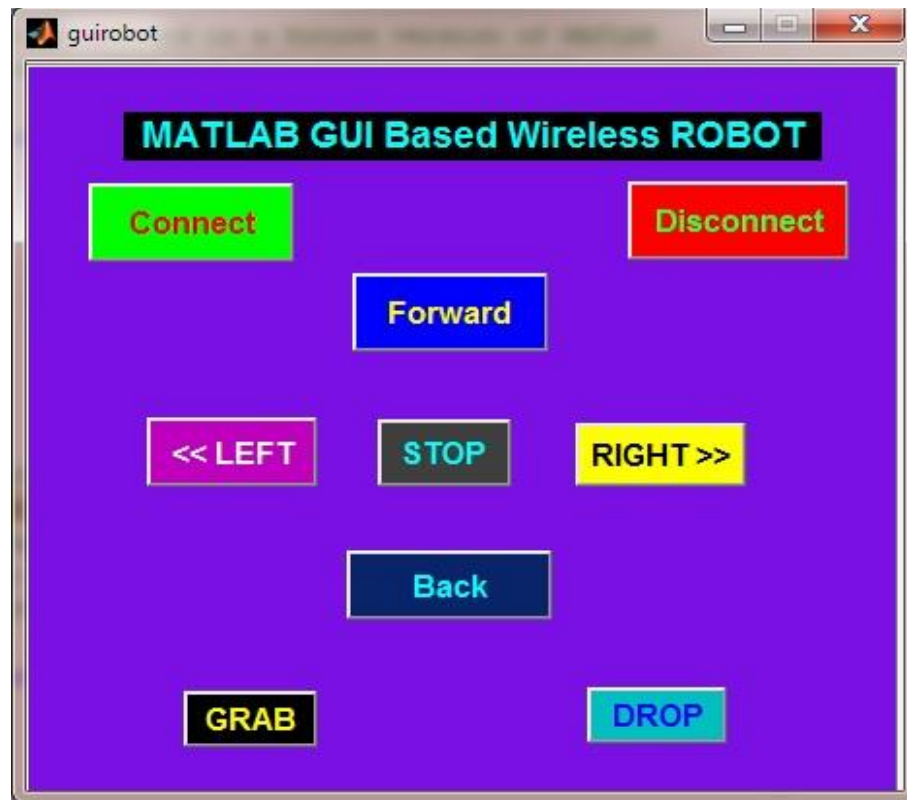 guirobot
MATLAB GUI Based Wireless ROBOT
Connect
Disconnect
Forward
<< LEFT
STOP
RIGHT >>
Back
GRAB
DROP